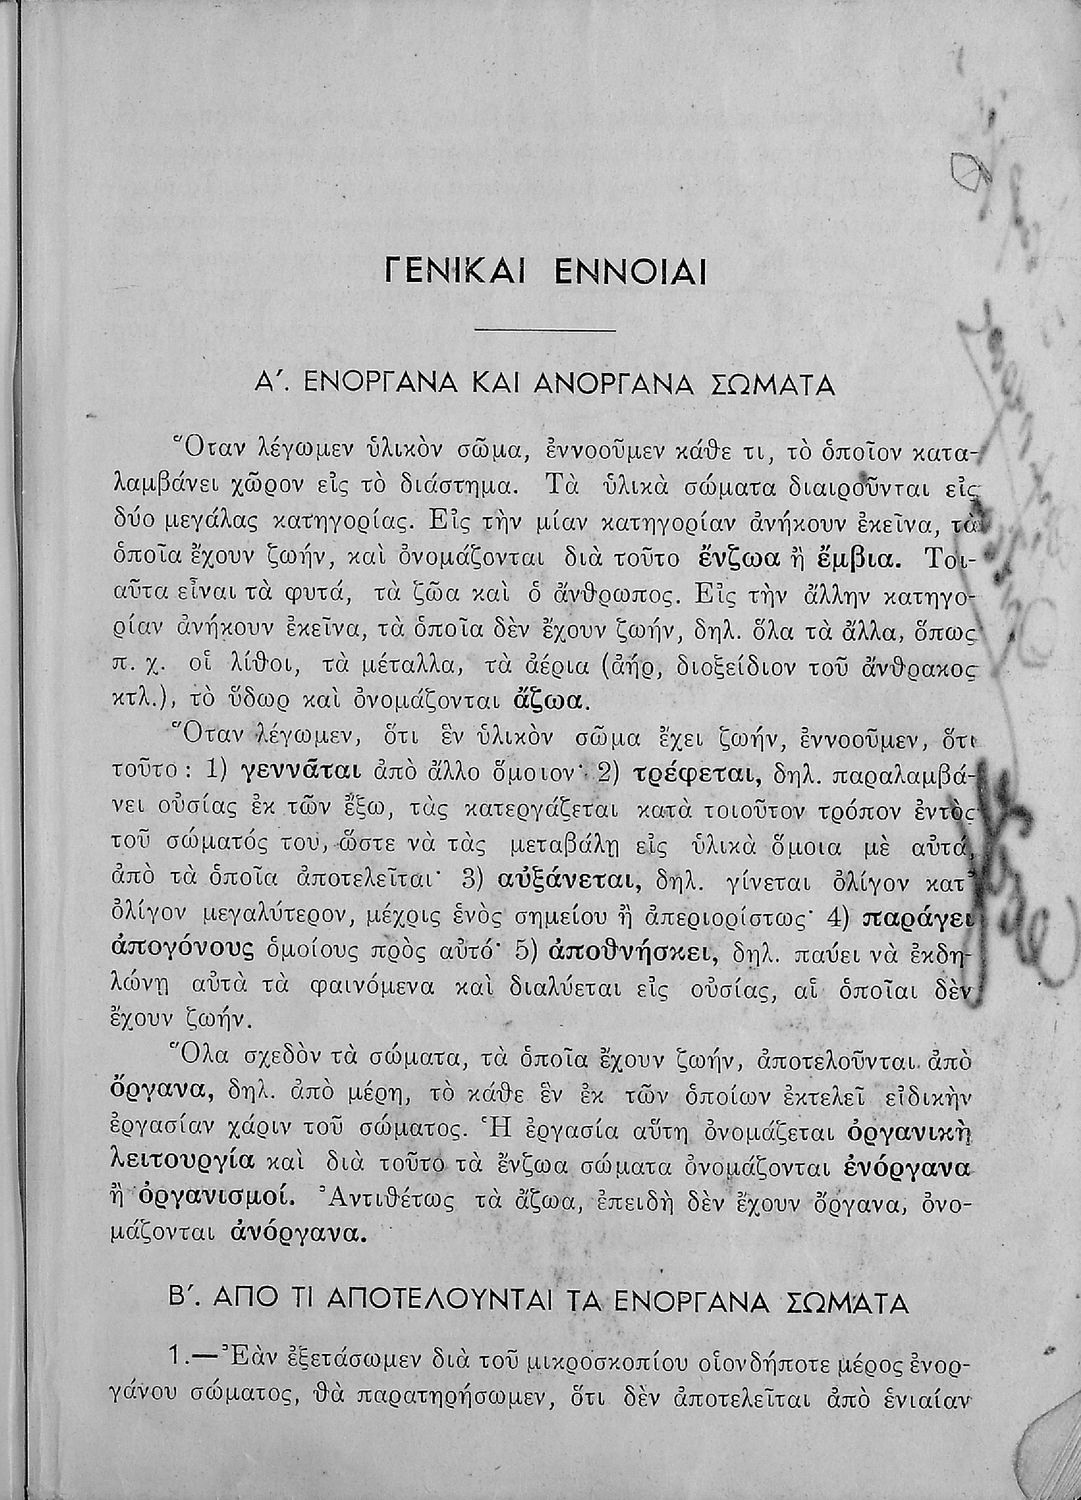 ΓΕΝΙΚΑΙ ΕΝΝΟΙΑΙ
Α´. ΕΝΟΡΓΑΝΑ ΚΑΙ ΑΝΟΡΓΑΝΑ ΣΩΜΑΤΑ
Ὅταν λέγωμεν ὑλικὸν σῶμα, ἐννοοῦμεν κάθε τι, τὸ ὁποῖον κατα-
λαμβάνει χῶρον εἰς τὸ διάστημα. Τὰ ὑλικὰ σώματα διαιροῦνται εἰς
δύο μεγάλας κατηγορίας. Εἰς τὴν μίαν κατηγορίαν ἀνήκουν ἐκεῖνα, τὰ
ὁποῖα ἔχουν ζωήν, καὶ ὀνομάζονται διὰ τοῦτο ἔνζωα ἢ ἔμβια. Τοι-
αῦτα εἶναι τὰ φυτά, τὰ ζῶα καὶ ὁ ἄνθρωπος. Εἰς τὴν ἄλλην κατηγο-
ρίαν ἀνήκουν ἐκεῖνα, τὰ ὁποῖα δὲν ἔχουν ζωήν, δηλ. ὅλα τὰ ἄλλα, ὅπως
π. χ. οἱ λίθοι, τὰ μέταλλα, τὰ ἀέρια (ἀήρ, διοξείδιον τοῦ ἄνθρακος
κτλ.), τὸ ὕδωρ καὶ ὀνομάζονται ἄζωα.
Ὅταν λέγωμεν, ὅτι ἓν ὑλικὸν σῶμα ἔχει ζωήν, ἐννοοῦμεν, ὅτι
τοῦτο : 1) γεννᾶται ἀπὸ ἄλλο ὅμοιον· 2) τρέφεται, δηλ. παραλαμβά-
νει οὐσίας ἐκ τῶν ἔξω, τὰς κατεργάζεται κατὰ τοιοῦτον τρόπον ἐντὸς
τοῦ σώματός του, ὥστε νὰ τὰς μεταβάλῃ εἰς ὑλικὰ ὅμοια μὲ αὐτά,
ἀπὸ τὰ ὁποῖα ἀποτελεῖται· 3) αὐξάνεται, δηλ. γίνεται ὀλίγον κατ᾿
ὀλίγον μεγαλύτερον, μέχρις ἑνὸς σημείου ἢ ἀπεριορίστως· 4) παράγει
ἀπογόνους ὁμοίους πρὸς αὐτό· 5) ἀποθνήσκει, δηλ. παύει νὰ ἐκδη-
λώνῃ αὐτὰ τὰ φαινόμενα καὶ διαλύεται εἰς οὐσίας, αἱ ὁποῖαι δὲν
ἔχουν ζωήν.
Ὅλα σχεδὸν τὰ σώματα, τὰ ὁποῖα ἔχουν ζωήν, ἀποτελοῦνται ἀπὸ
ὄργανα, δηλ. ἀπὸ μέρη, τὸ κάθε ἓν ἐκ τῶν ὁποίων ἐκτελεῖ εἰδικὴν
ἐργασίαν χάριν τοῦ σώματος. Ἡ ἐργασία αὕτη ὀνομάζεται ὀργανικὴ
λειτουργία καὶ διὰ τοῦτο τὰ ἔνζωα σώματα ὀνομάζονται ἐνόργανα
ἢ ὀργανισμοί. Ἀντιθέτως τὰ ἄζωα, ἐπειδὴ δὲν ἔχουν ὄργανα, ὀνο-
μάζονται ἀνόργανα.
Β´. ΑΠΟ ΤΙ ΑΠΟΤΕΛΟΥΝΤΑΙ ΤΑ ΕΝΟΡΓΑΝΑ ΣΩΜΑΤΑ
1.—Ἐὰν ἐξετάσωμεν διὰ τοῦ μικροσκοπίου οἱονδήποτε μέρος ἐνορ-
γάνου σώματος, θὰ παρατηρήσωμεν, ὅτι δὲν ἀποτελεῖται ἀπὸ ἑνιαίαν